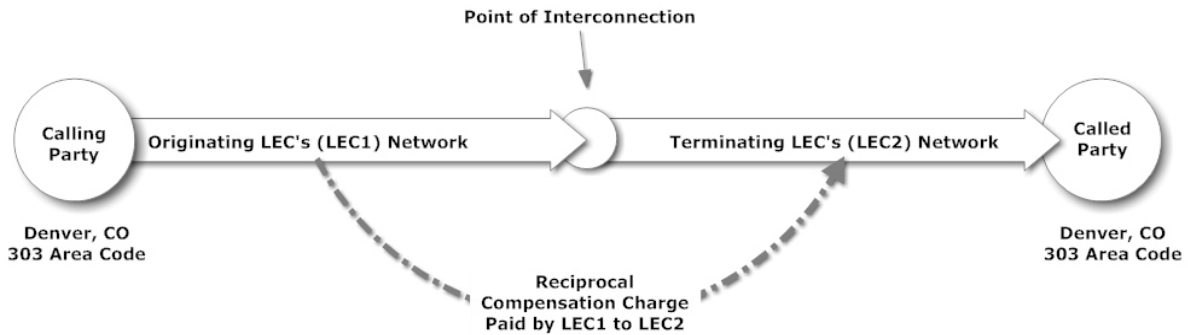 Point of Interconnection
Calling
Party
Originating LEC's (LEC1) Network
Terminating LEC's (LEC2) Network
Called
Party
Denver, CO
303 Area Code
Denver, CO
303 Area Code
Reciprocal
Compensation Charge
Paid by LEC1 to LEC2